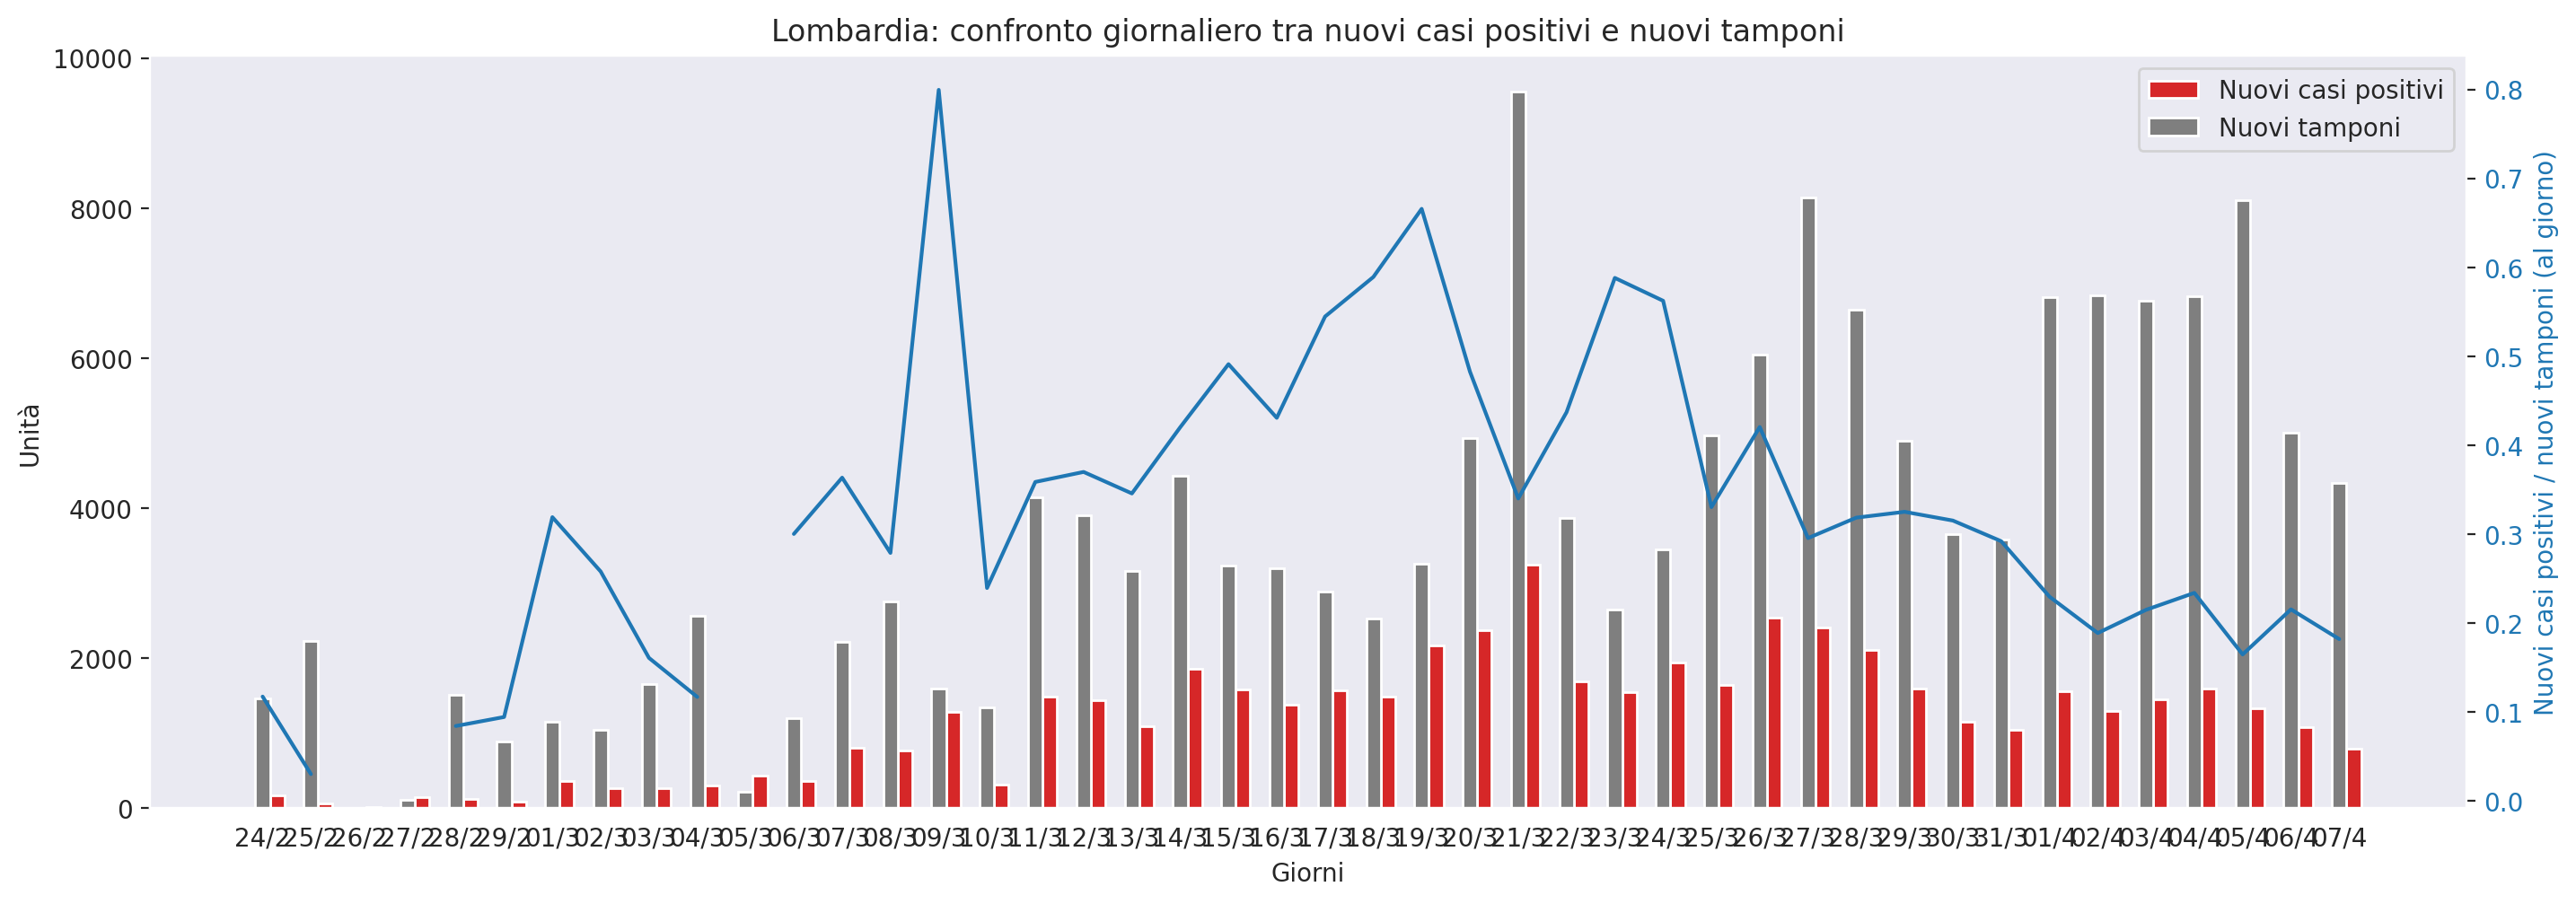 Lombardia: confronto giornaliero tra nuovi casi positivi e nuovi tamponi
10000
8000
6000
4000
2000
0
Unità
Nuovi casi positivi
Nuovi tamponi
0.8
0.7
0.6
0.5
0.4
0.3
0.2
0.1
0.0
Nuovi casi positivi / nuovi tamponi (al giorno)
24/2 25/2 26/2 27/2 28/2 29/2 01/3 02/3 03/3 04/3 05/3 06/3 07/3 08/3 09/3 10/3 11/3 12/3 13/3 14/3 15/3 16/3 17/3 18/3 19/3 20/3 21/3 22/3 23/3 24/3 25/3 26/3 27/3 28/3 29/3 30/3 31/3 01/4 02/4 03/4 04/4 05/4 06/4 07/4
Giorni